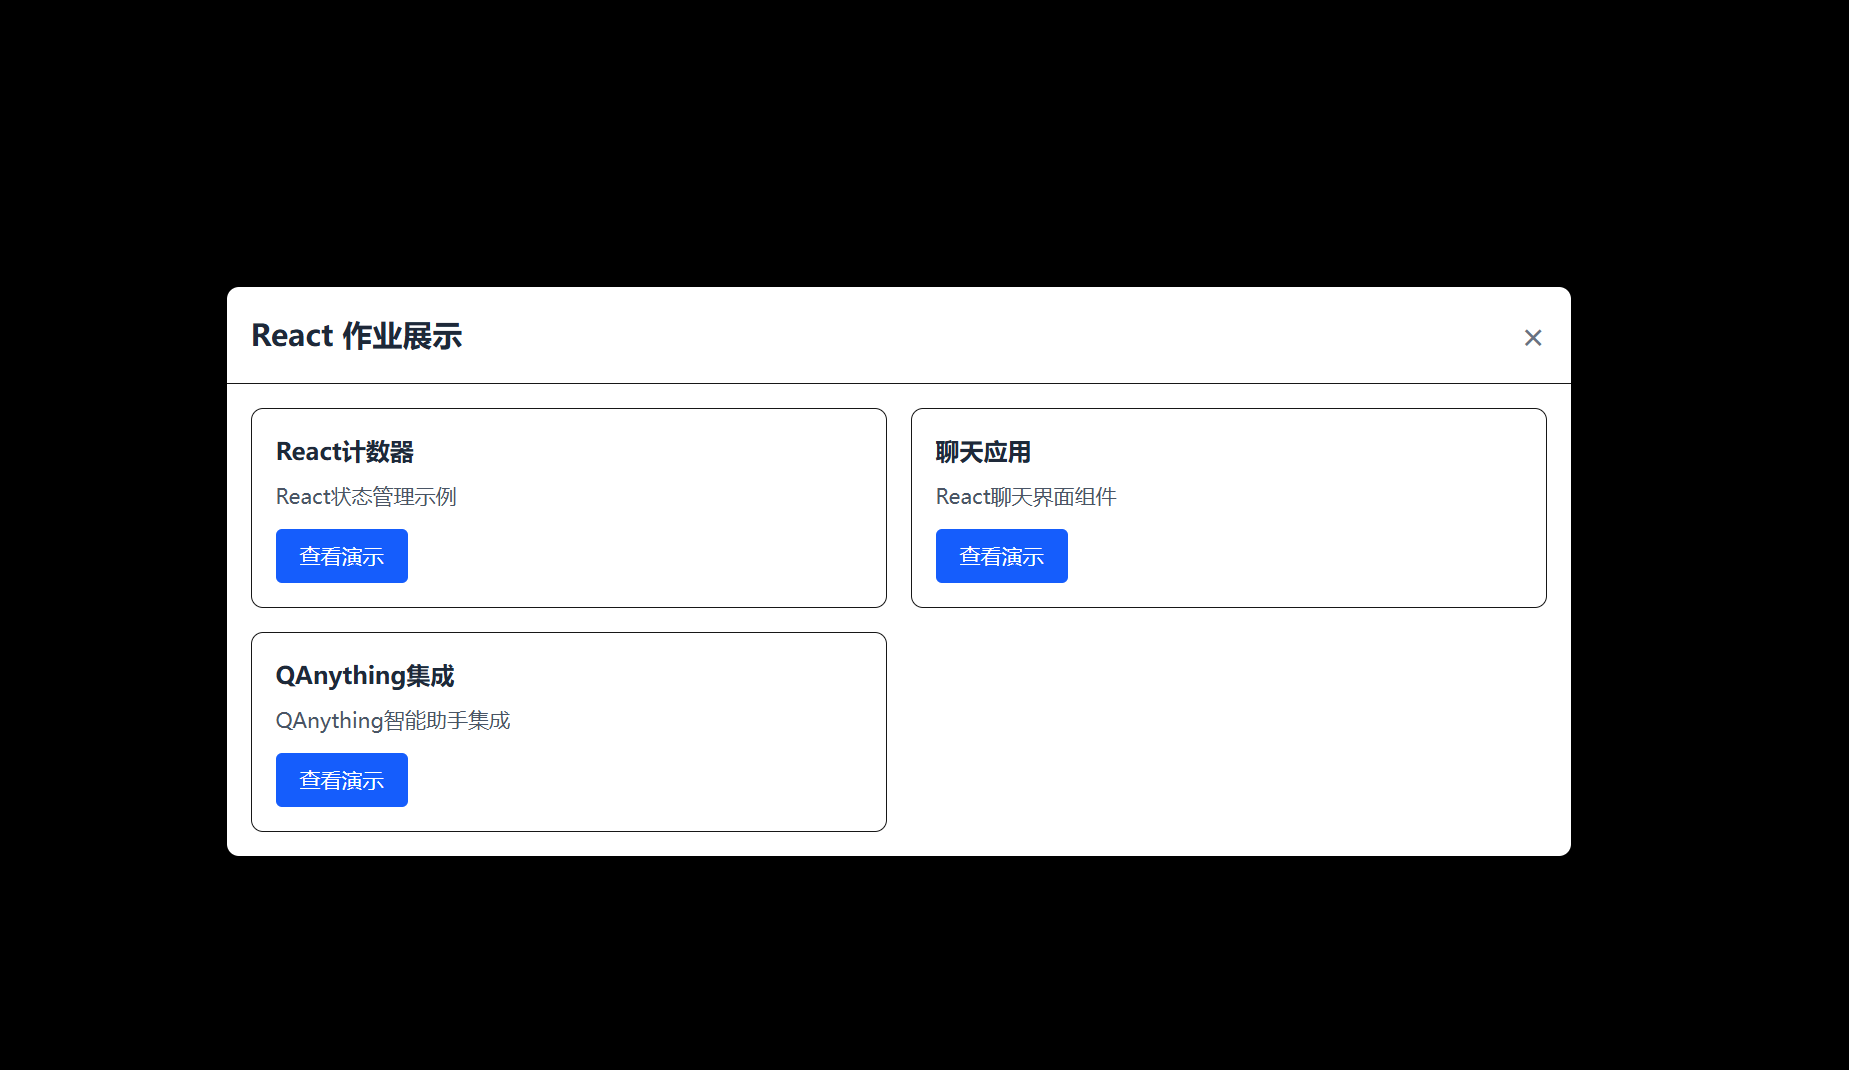 React 作业展示
×
React计数器
React状态管理示例
查看演示
聊天应用
React聊天界面组件
查看演示
QAnything集成
QAnything智能助手集成
查看演示